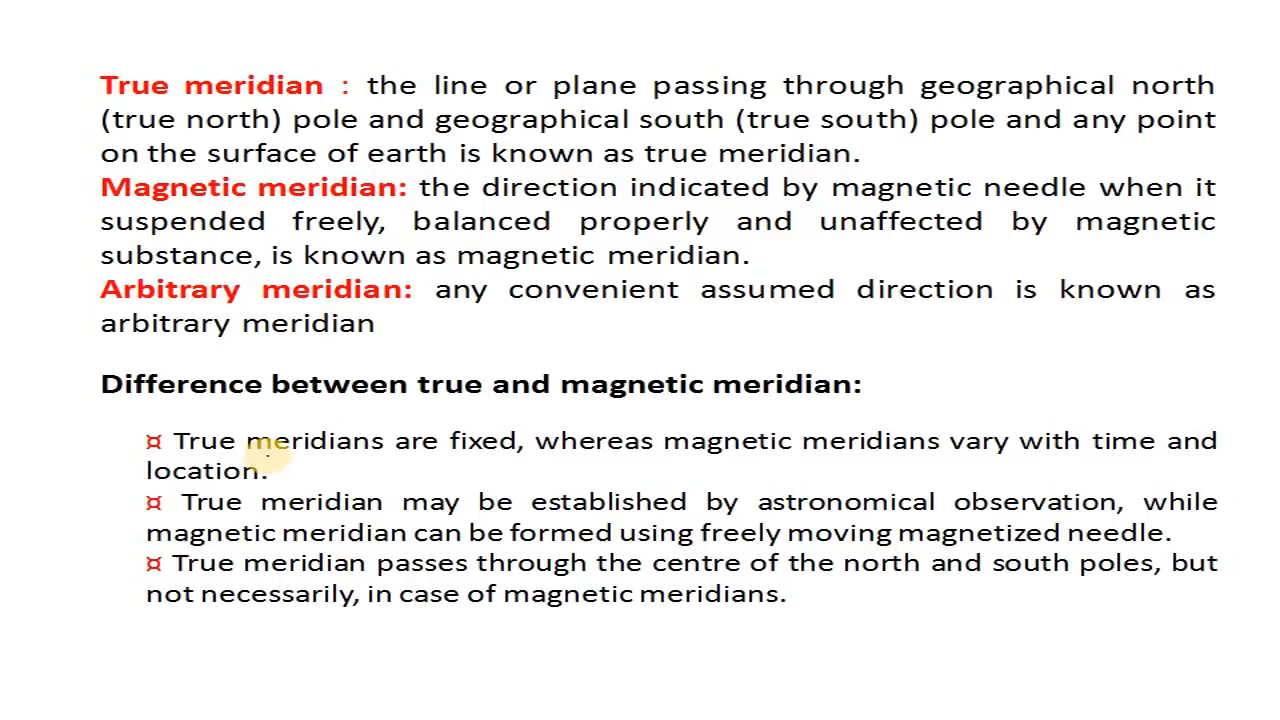 True meridian : the line or plane passing through geographical north
(true north) pole and geographical south (true south) pole and any point
on the surface of earth is known as true meridian.
Magnetic meridian: the direction indicated by magnetic needle when it
suspended freely, balanced properly and unaffected by magnetic
substance, is known as magnetic meridian.
Arbitrary meridian: any convenient assumed direction is known as
arbitrary meridian
Difference between true and magnetic meridian:
¤ True meridians are fixed, whereas magnetic meridians vary with time and
location.
¤ True meridian may be established by astronomical observation, while
magnetic meridian can be formed using freely moving magnetized needle.
¤ True meridian passes through the centre of the north and south poles, but
not necessarily, in case of magnetic meridians.